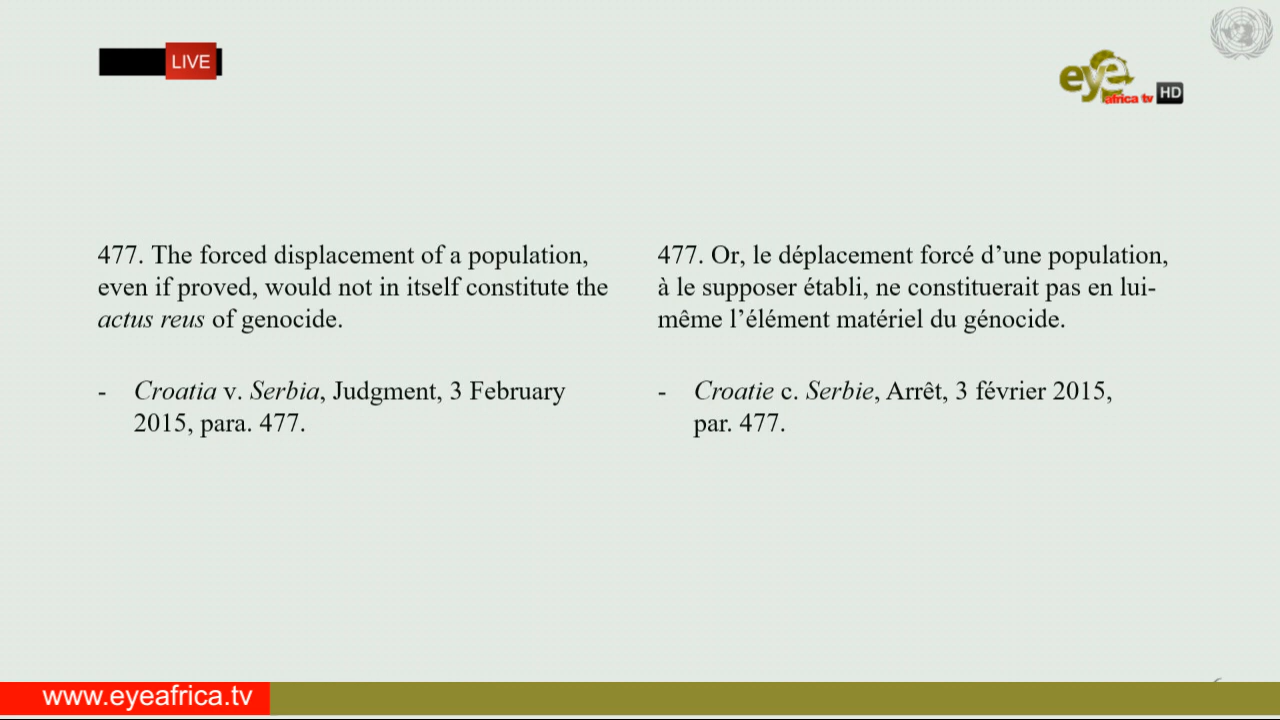 LIVE
eye
africa tv HD
477. The forced displacement of a population,
even if proved, would not in itself constitute the
actus reus of genocide.
- Croatia v. Serbia, Judgment, 3 February
2015, para. 477.
477. Or, le déplacement forcé d’une population,
à le supposer établi, ne constituerait pas en lui-
même l’élément matériel du génocide.
- Croatie c. Serbie, Arrêt, 3 février 2015,
par. 477.
www.eyeafrica.tv